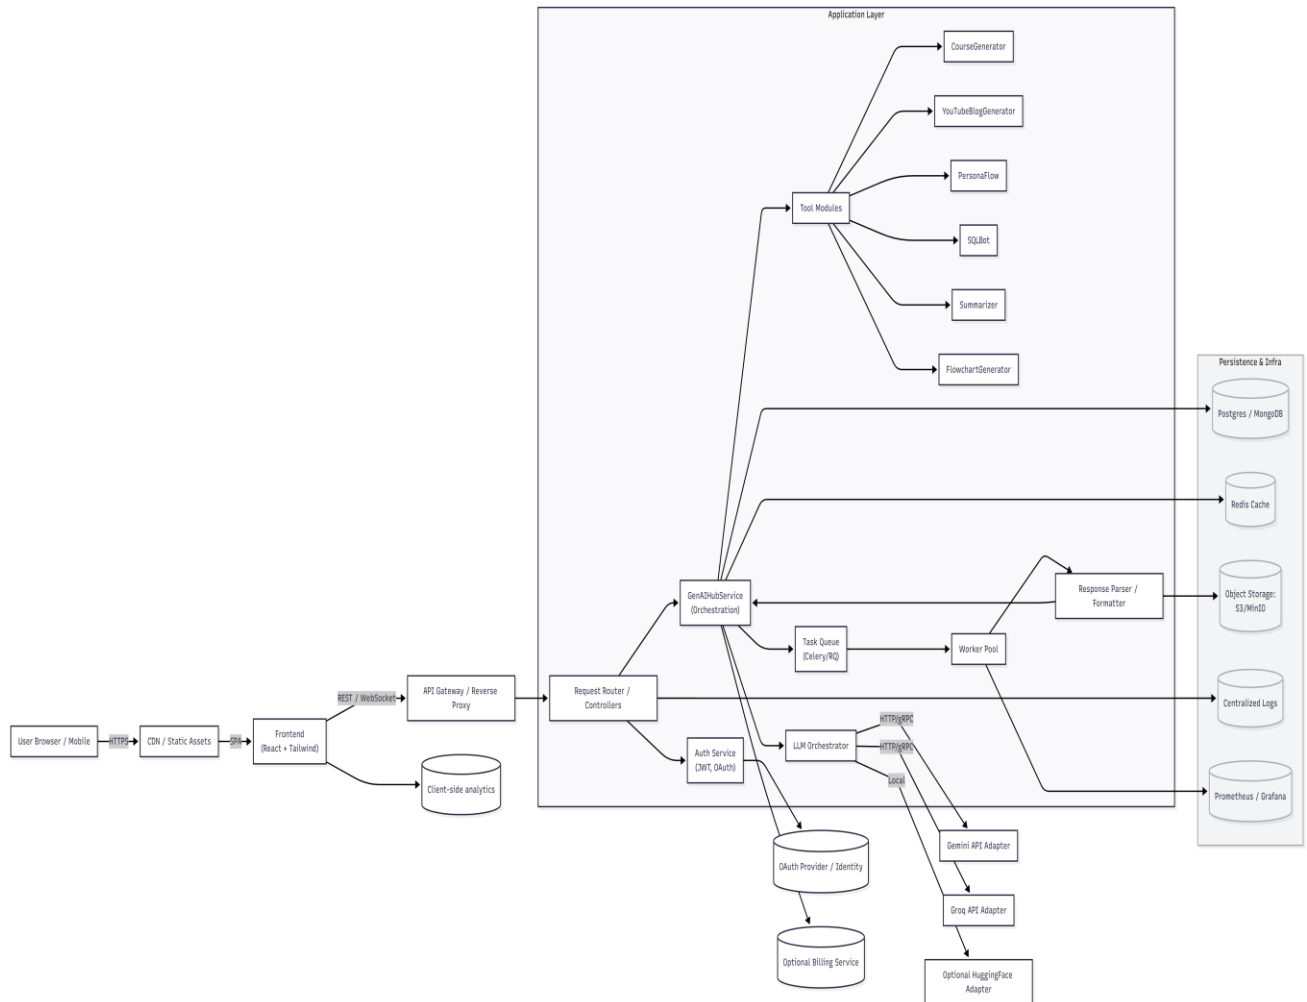 Application Layer
CourseGenerator
YouTubeBlogGenerator
PersonaFlow
Tool Modules
SQLBot
Summarizer
FlowchartGenerator
Persistence & Infra
Postgres / MongoDB
Redis Cache
GenAIHubService
(Orchestration)
Response Parser /
Formatter
Object Storage:
S3/MinIO
Task Queue
(Celery/RQ)
Worker Pool
User Browser / Mobile
HTTPS
CDN / Static Assets
SPA
Frontend
(React + Tailwind)
REST / WebSocket
API Gateway / Reverse
Proxy
Request Router /
Controllers
Centralized Logs
Client-side analytics
Auth Service
(JWT, OAuth)
LLM Orchestrator
HTTP/gRPC
HTTP/gRPC
Local
Prometheus / Grafana
OAuth Provider / Identity
Gemini API Adapter
Groq API Adapter
Optional Billing Service
Optional HuggingFace
Adapter